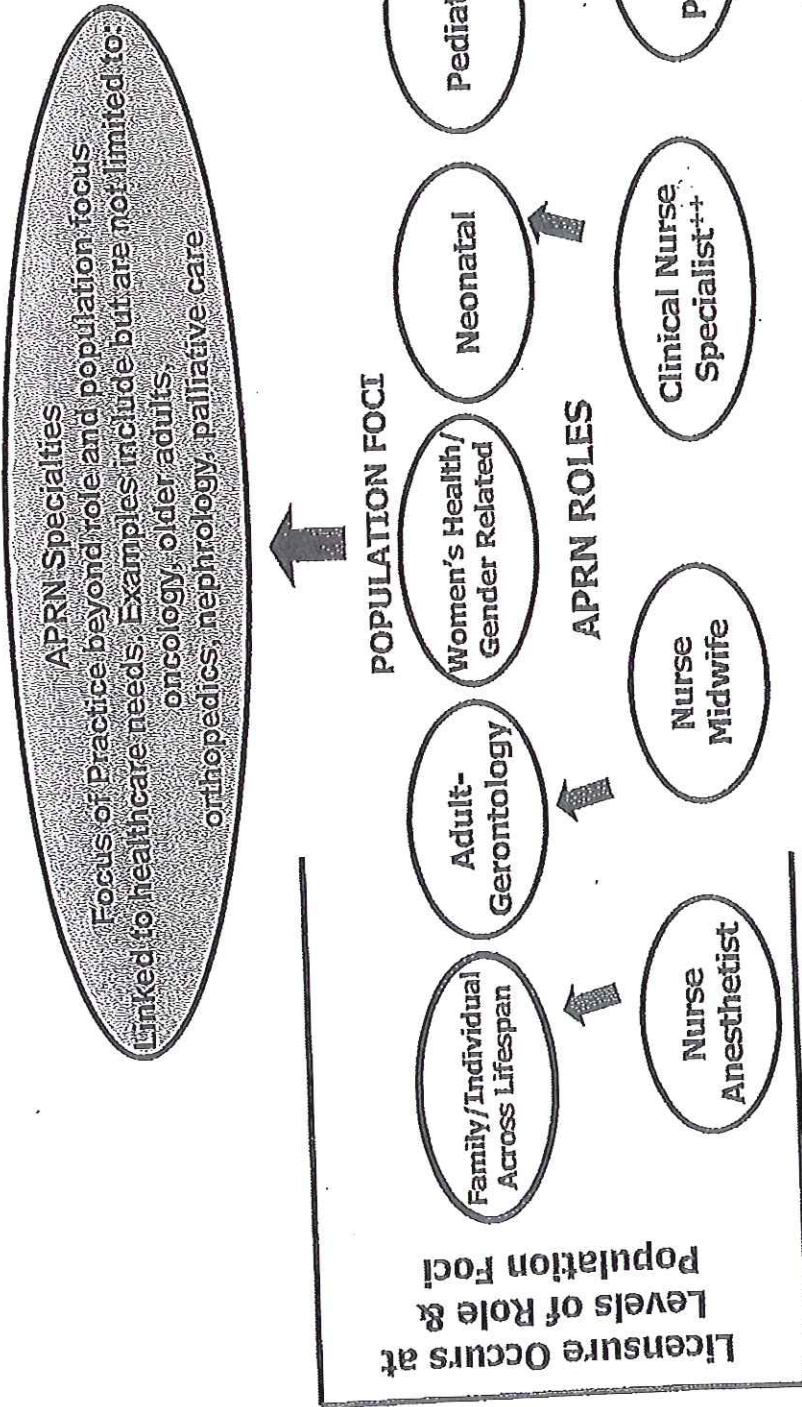 APRN Specialties
Focus of Practice beyond role and population focus
Linked to healthcare needs. Examples include but are not limited to:
oncology, older adults,
orthopedics, nephrology, palliative care
POPULATION FOCI
Family/Individual
Across Lifespan
Adult-
Gerontology
Women's Health/
Gender Related
Neonatal
Pediat
APRN ROLES
Nurse
Anesthetist
Nurse
Midwife
Clinical Nurse
Specialist++
P
Licensure Occurs at
Levels of Role &
Population Foci